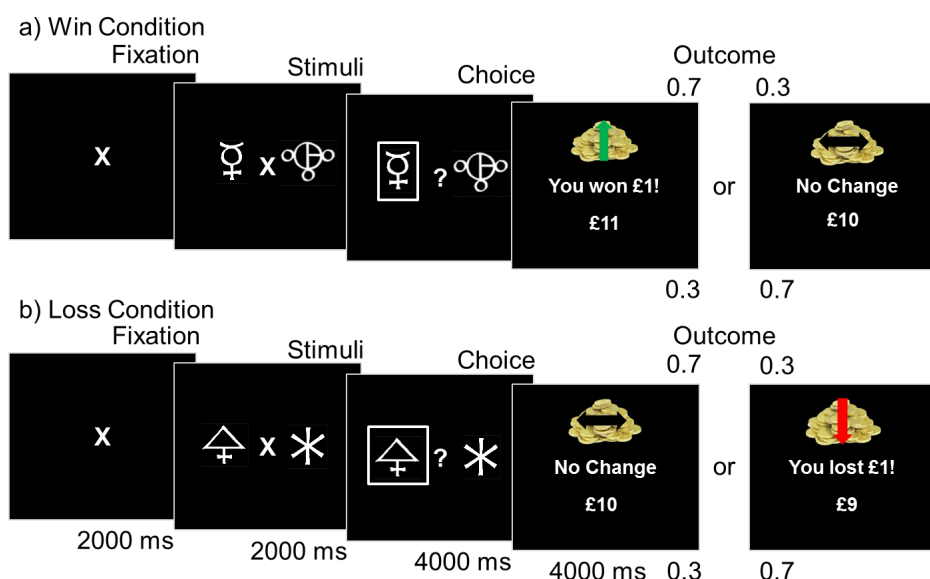 a) Win Condition
Fixation
Stimuli
Choice
Outcome
0.7 0.3
X
X
?
You won £1!
£11
or
No Change
£10
0.3 0.7
b) Loss Condition
Fixation
Stimuli
Choice
Outcome
0.7 0.3
X
X
?
No Change
£10
or
You lost £1!
£9
2000 ms
2000 ms
4000 ms
4000 ms 0.3 0.7